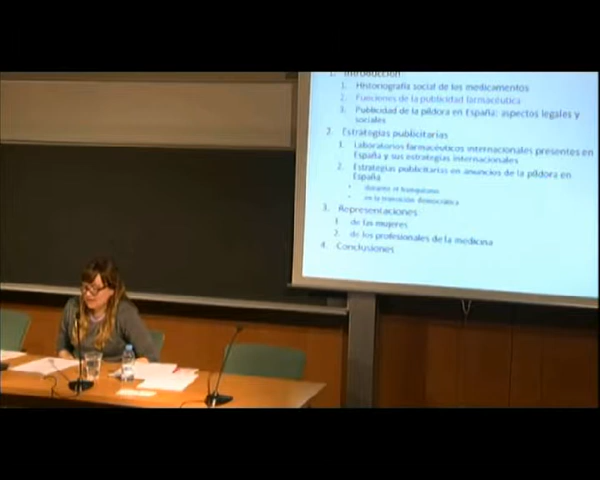 1. Introducción
1. Historiografía social de los medicamentos
2. Funciones de la publicidad farmacéutica
3. Publicidad de la píldora en España: aspectos legales y
sociales
2. Estrategias publicitarias
1. Laboratorios farmacéuticos internacionales presentes en
España y sus estrategias internacionales
2. Estrategias publicitarias en anuncios de la píldora en
España
• durante el franquismo
• en la transición democrática
3. Representaciones
1. de las mujeres
2. de los profesionales de la medicina
4. Conclusiones